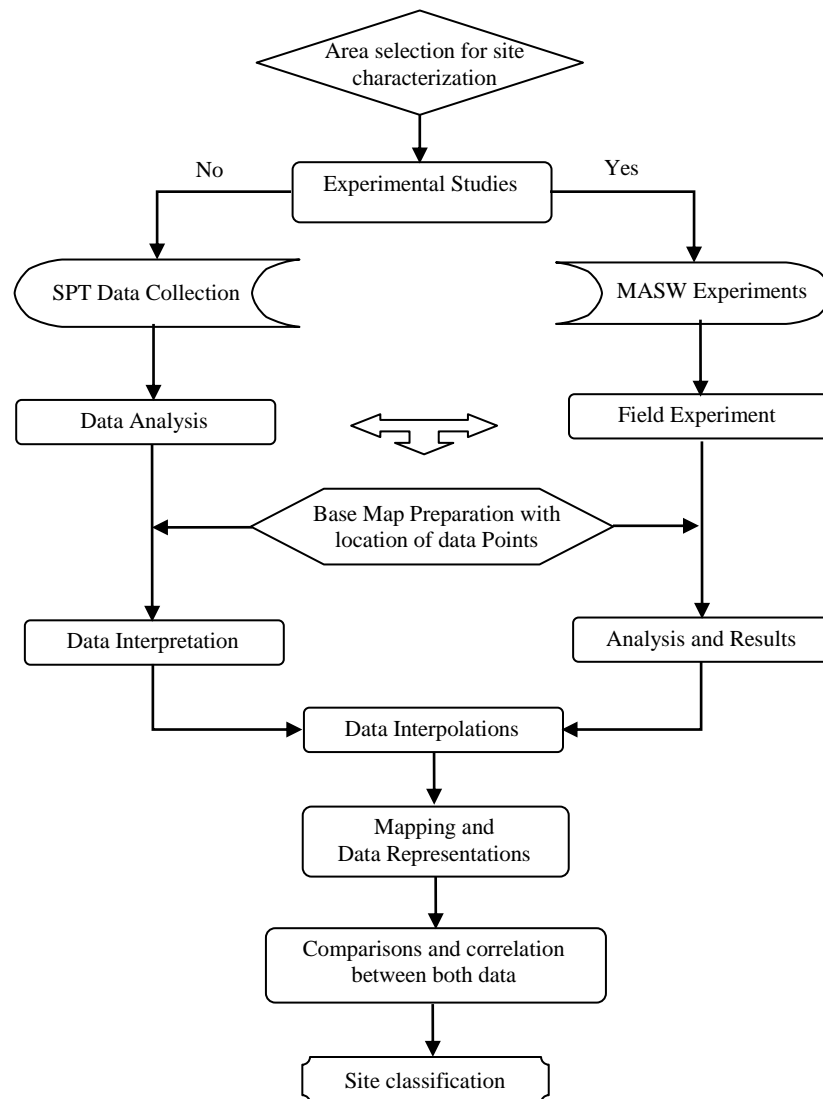 Area selection for site
characterization
No
Experimental Studies
Yes
SPT Data Collection
MASW Experiments
Data Analysis
Field Experiment
Base Map Preparation with
location of data Points
Data Interpretation
Analysis and Results
Data Interpolations
Mapping and
Data Representations
Comparisons and correlation
between both data
Site classification